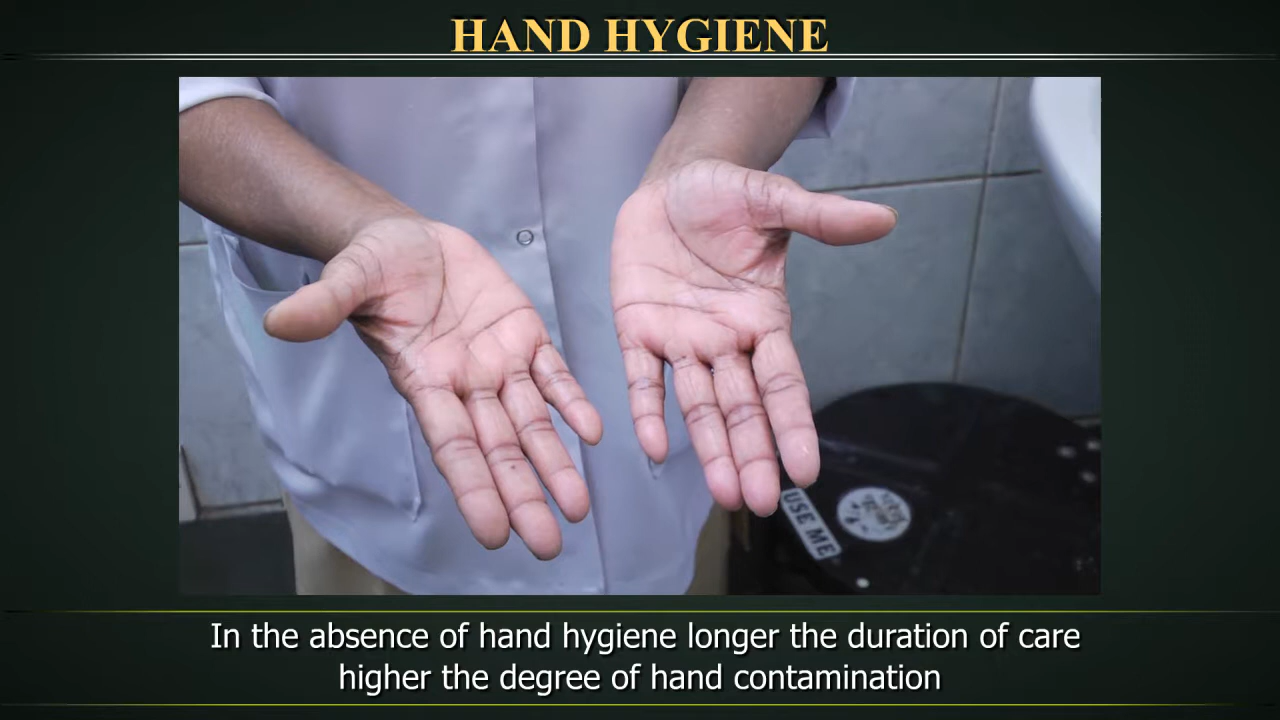 HAND HYGIENE
USE ME
In the absence of hand hygiene longer the duration of care
higher the degree of hand contamination